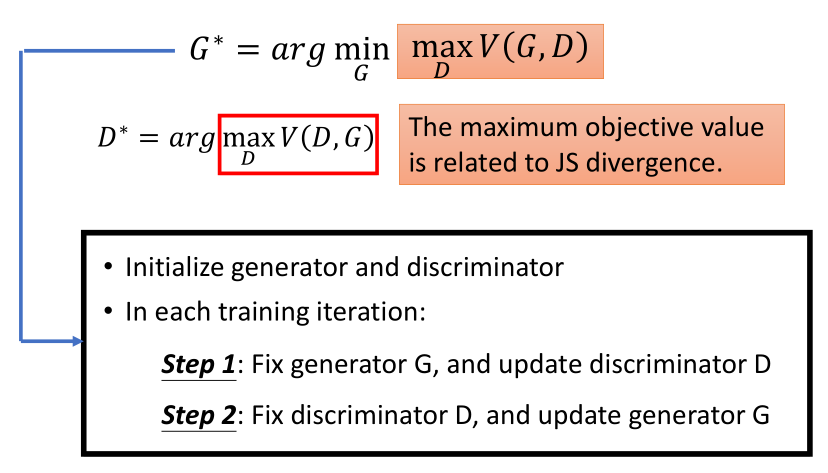 G* = arg min_G max_D V(G, D)
D* = arg max_D V(D, G)
The maximum objective value
is related to JS divergence.
• Initialize generator and discriminator
• In each training iteration:
Step 1: Fix generator G, and update discriminator D
Step 2: Fix discriminator D, and update generator G